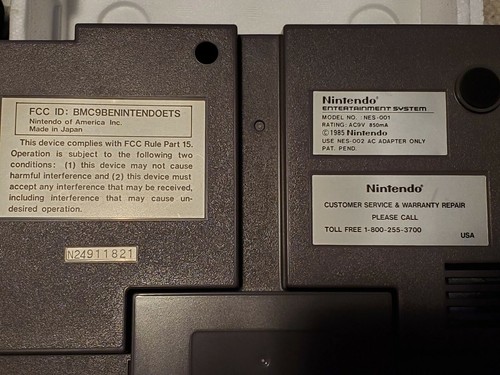 FCC ID: BMC9BENINTENDOETS
Nintendo of America Inc.
Made in Japan
This device complies with FCC Rule Part 15.
Operation is subject to the following two
conditions: (1) this device may not cause
harmful interference and (2) this device must
accept any interference that may be received,
including interference that may cause un-
desired operation.
N24911821
Nintendo®
ENTERTAINMENT SYSTEM
MODEL NO. : NES-001
RATING: AC9V 850mA
©1985 Nintendo
USE NES-002 AC ADAPTER ONLY
PAT. PEND.
Nintendo®
CUSTOMER SERVICE & WARRANTY REPAIR
PLEASE CALL
TOLL FREE 1-800-255-3700
USA